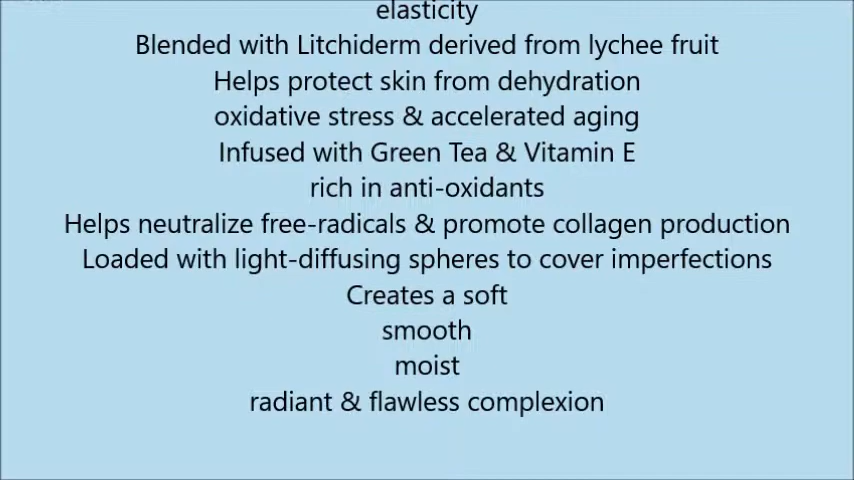 elasticity
Blended with Litchiderm derived from lychee fruit
Helps protect skin from dehydration
oxidative stress & accelerated aging
Infused with Green Tea & Vitamin E
rich in anti-oxidants
Helps neutralize free-radicals & promote collagen production
Loaded with light-diffusing spheres to cover imperfections
Creates a soft
smooth
moist
radiant & flawless complexion